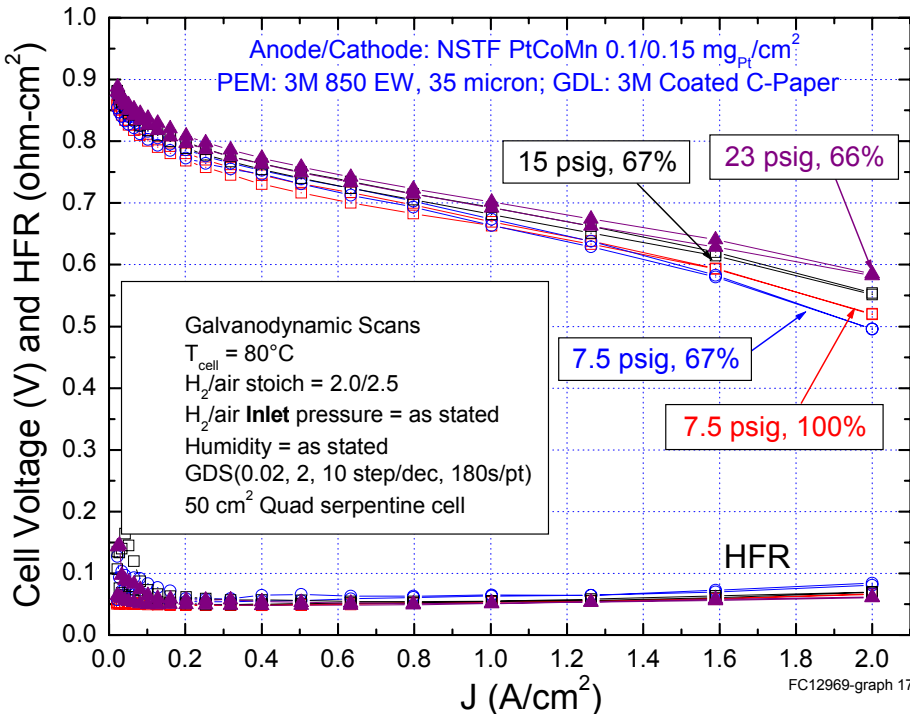 Anode/Cathode: NSTF PtCoMn 0.1/0.15 mg_Pt/cm²
PEM: 3M 850 EW, 35 micron; GDL: 3M Coated C-Paper
15 psig, 67%
23 psig, 66%
7.5 psig, 67%
7.5 psig, 100%
Galvanodynamic Scans
T_cell = 80°C
H₂/air stoich = 2.0/2.5
H₂/air Inlet pressure = as stated
Humidity = as stated
GDS(0.02, 2, 10 step/dec, 180s/pt)
50 cm² Quad serpentine cell
HFR
Cell Voltage (V) and HFR (ohm-cm²)
1.0
0.9
0.8
0.7
0.6
0.5
0.4
0.3
0.2
0.1
0.0
0.0 0.2 0.4 0.6 0.8 1.0 1.2 1.4 1.6 1.8 2.0
J (A/cm²)
FC12969-graph 17